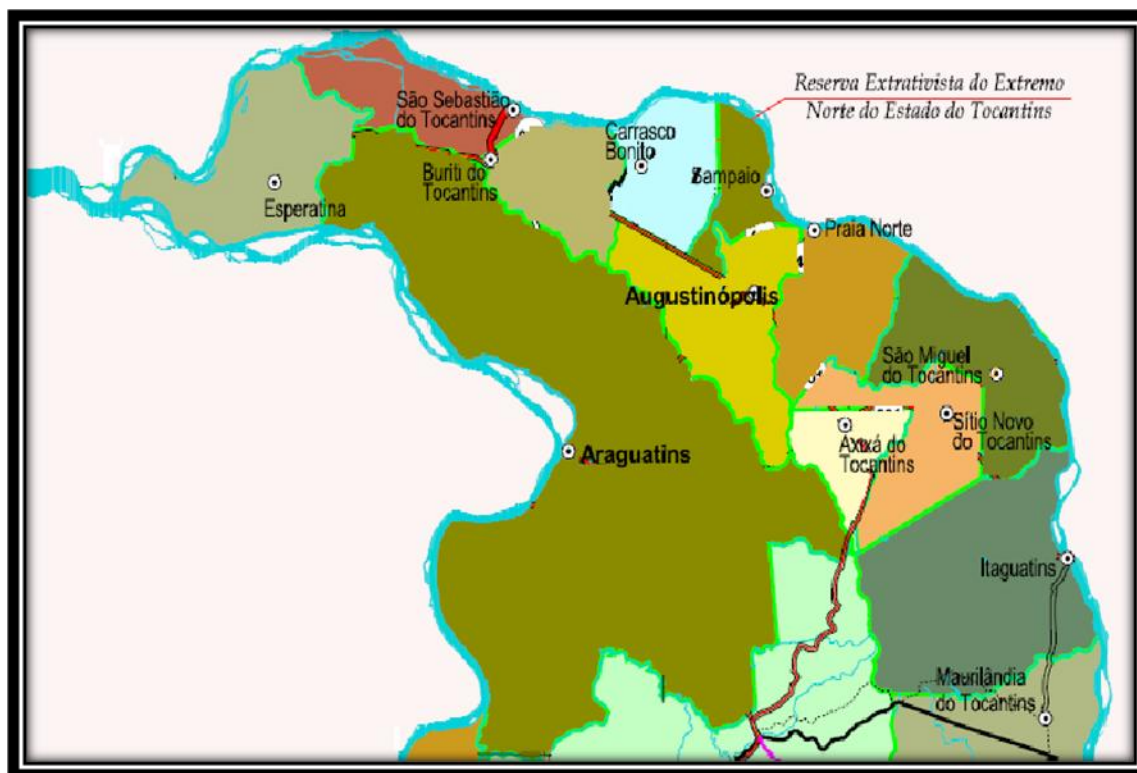 Reserva Extrativista do Extremo
Norte do Estado do Tocantins
São Sebastião
do Tocantins
Carrasco
Bonito
Buriti do
Tocantins
Sampaio
Esperatina
Praia Norte
Augustinópolis
São Miguel
do Tocantins
Sítio Novo
do Tocantins
Axixá do
Tocantins
Araguatins
Itaguatins
Maurilândia
do Tocantins